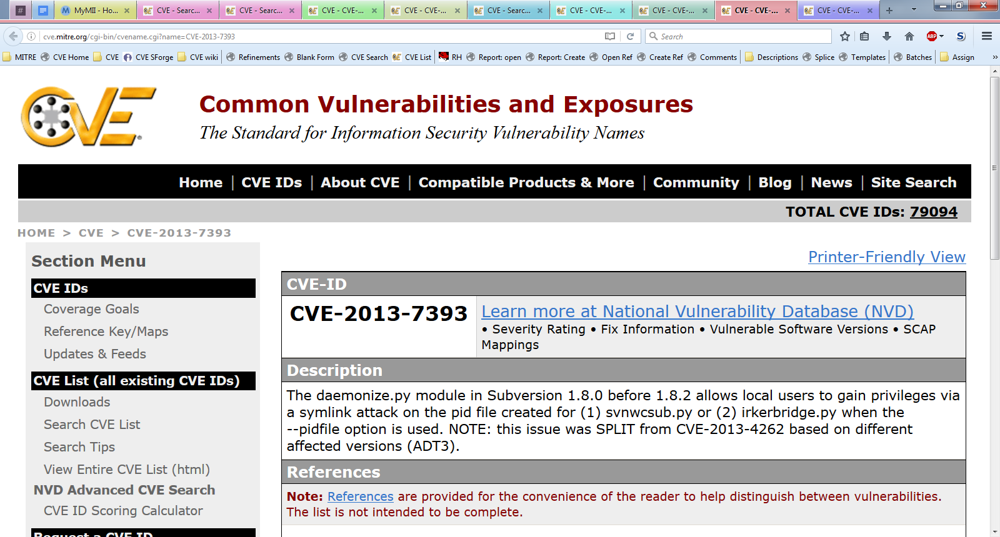 MyMII - Ho...
CVE - Searc...
CVE - Searc...
CVE - CVE-...
CVE - CVE-...
CVE - Searc...
CVE - CVE-...
CVE - CVE-...
CVE - CVE-...
CVE - CVE-...
cve.mitre.org/cgi-bin/cvename.cgi?name=CVE-2013-7393
Search
ABP
S
MITRE CVE Home CVE CVE SForge CVE wiki Refinements Blank Form CVE Search CVE List RH Report: open Report: Create Open Ref Create Ref Comments Descriptions Splice Templates Batches Assign »
CVE
Common Vulnerabilities and Exposures
The Standard for Information Security Vulnerability Names
Home | CVE IDs | About CVE | Compatible Products & More | Community | Blog | News | Site Search
TOTAL CVE IDs: 79094
HOME > CVE > CVE-2013-7393
Section Menu
CVE IDs
Coverage Goals
Reference Key/Maps
Updates & Feeds
CVE List (all existing CVE IDs)
Downloads
Search CVE List
Search Tips
View Entire CVE List (html)
NVD Advanced CVE Search
CVE ID Scoring Calculator
Request a CVE ID
Printer-Friendly View
CVE-ID
CVE-2013-7393
Learn more at National Vulnerability Database (NVD)
• Severity Rating • Fix Information • Vulnerable Software Versions • SCAP
Mappings
Description
The daemonize.py module in Subversion 1.8.0 before 1.8.2 allows local users to gain privileges via
a symlink attack on the pid file created for (1) svnwcsub.py or (2) irkerbridge.py when the
--pidfile option is used. NOTE: this issue was SPLIT from CVE-2013-4262 based on different
affected versions (ADT3).
References
Note: References are provided for the convenience of the reader to help distinguish between vulnerabilities.
The list is not intended to be complete.